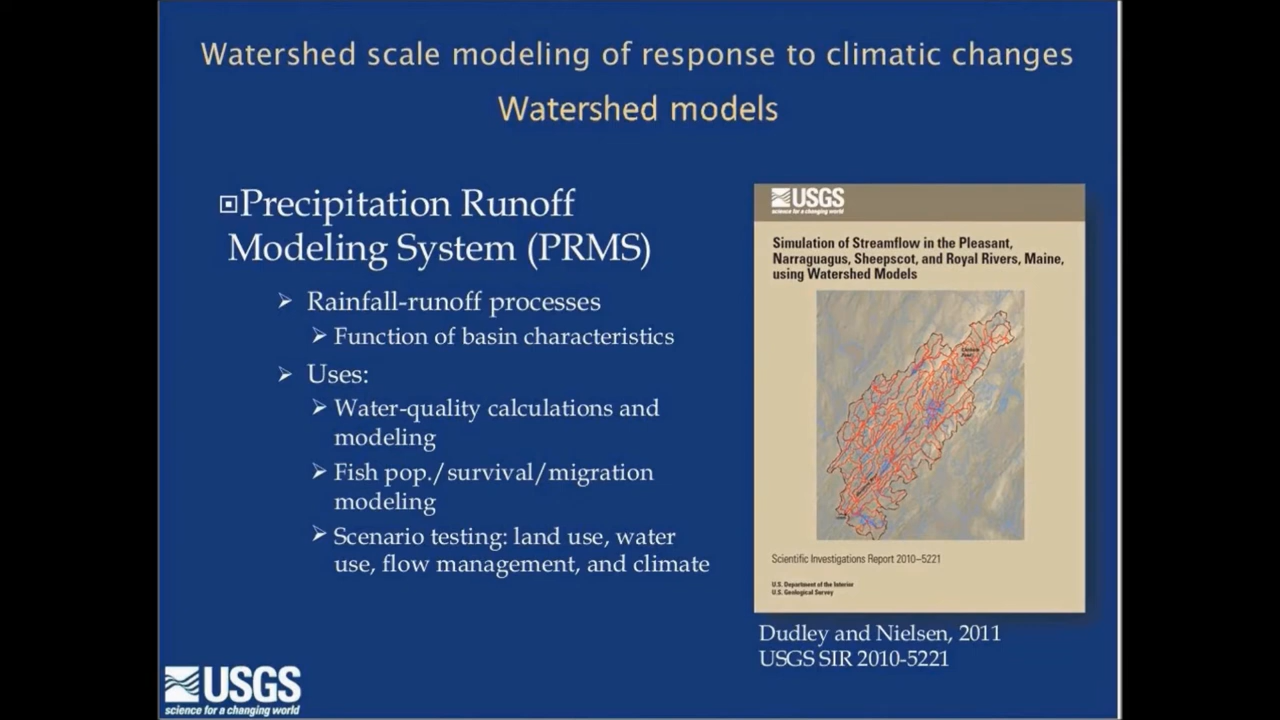 Watershed scale modeling of response to climatic changes
Watershed models
Precipitation Runoff
Modeling System (PRMS)
Rainfall-runoff processes
Function of basin characteristics
Uses:
Water-quality calculations and
modeling
Fish pop./survival/migration
modeling
Scenario testing: land use, water
use, flow management, and climate
USGS
science for a changing world
Simulation of Streamflow in the Pleasant,
Narraguagus, Sheepscot, and Royal Rivers, Maine,
using Watershed Models
Scientific Investigations Report 2010–5221
U.S. Department of the Interior
U.S. Geological Survey
Dudley and Nielsen, 2011
USGS SIR 2010-5221
USGS
science for a changing world